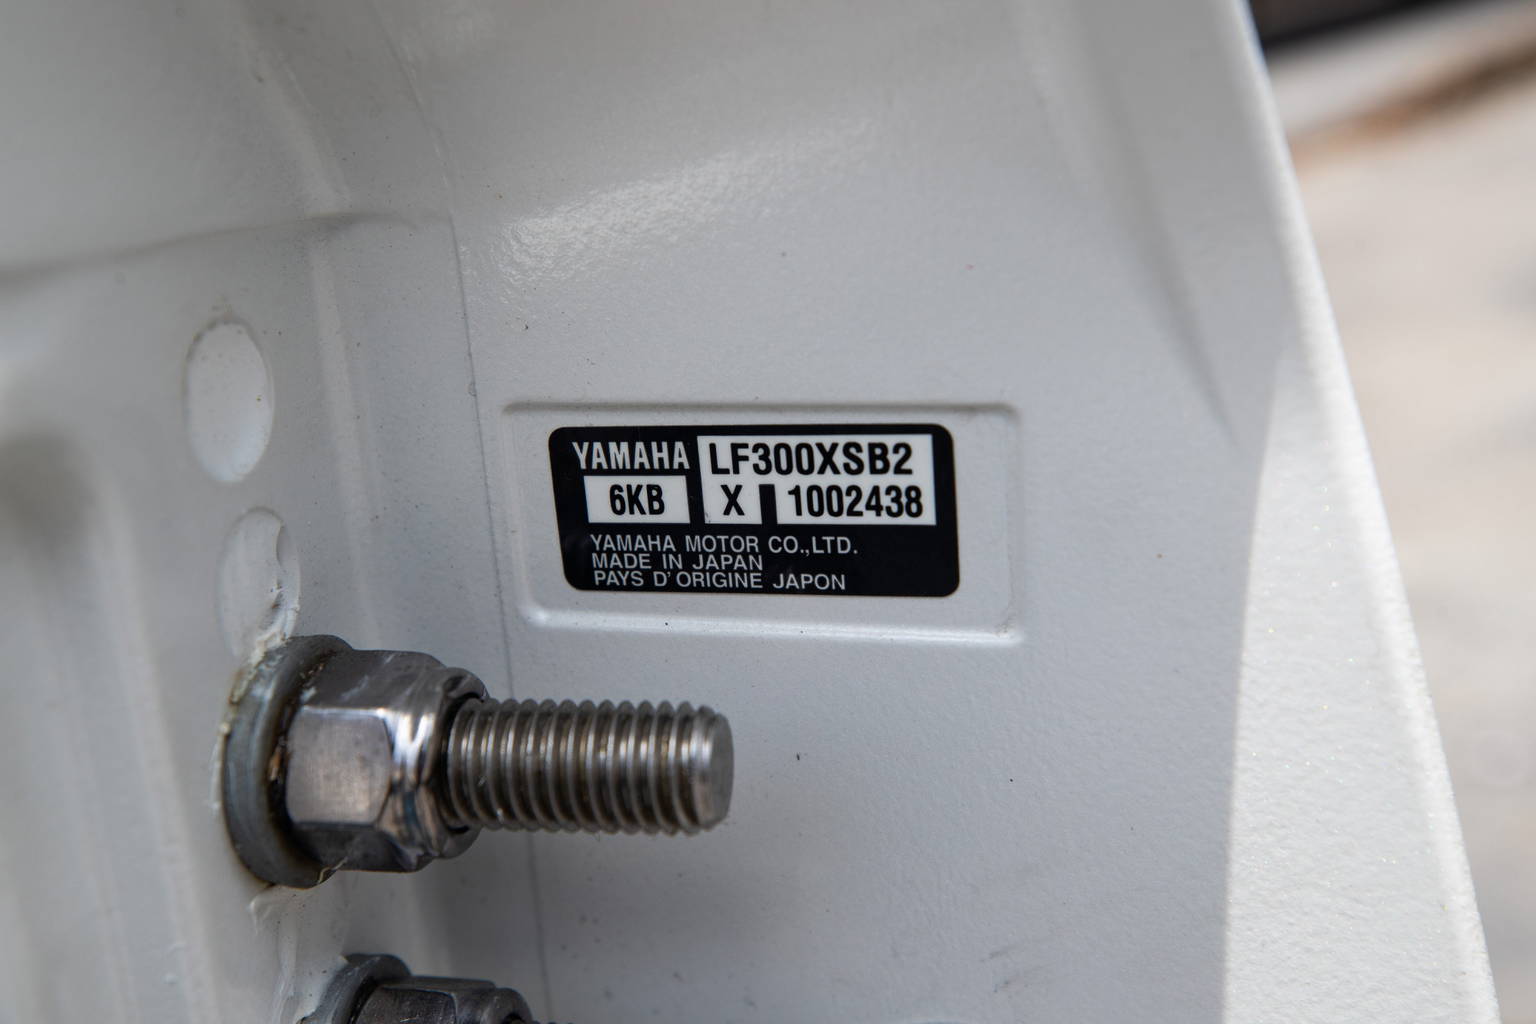 YAMAHA LF300XSB2
6KB X 1002438
YAMAHA MOTOR CO.,LTD.
MADE IN JAPAN
PAYS D'ORIGINE JAPON